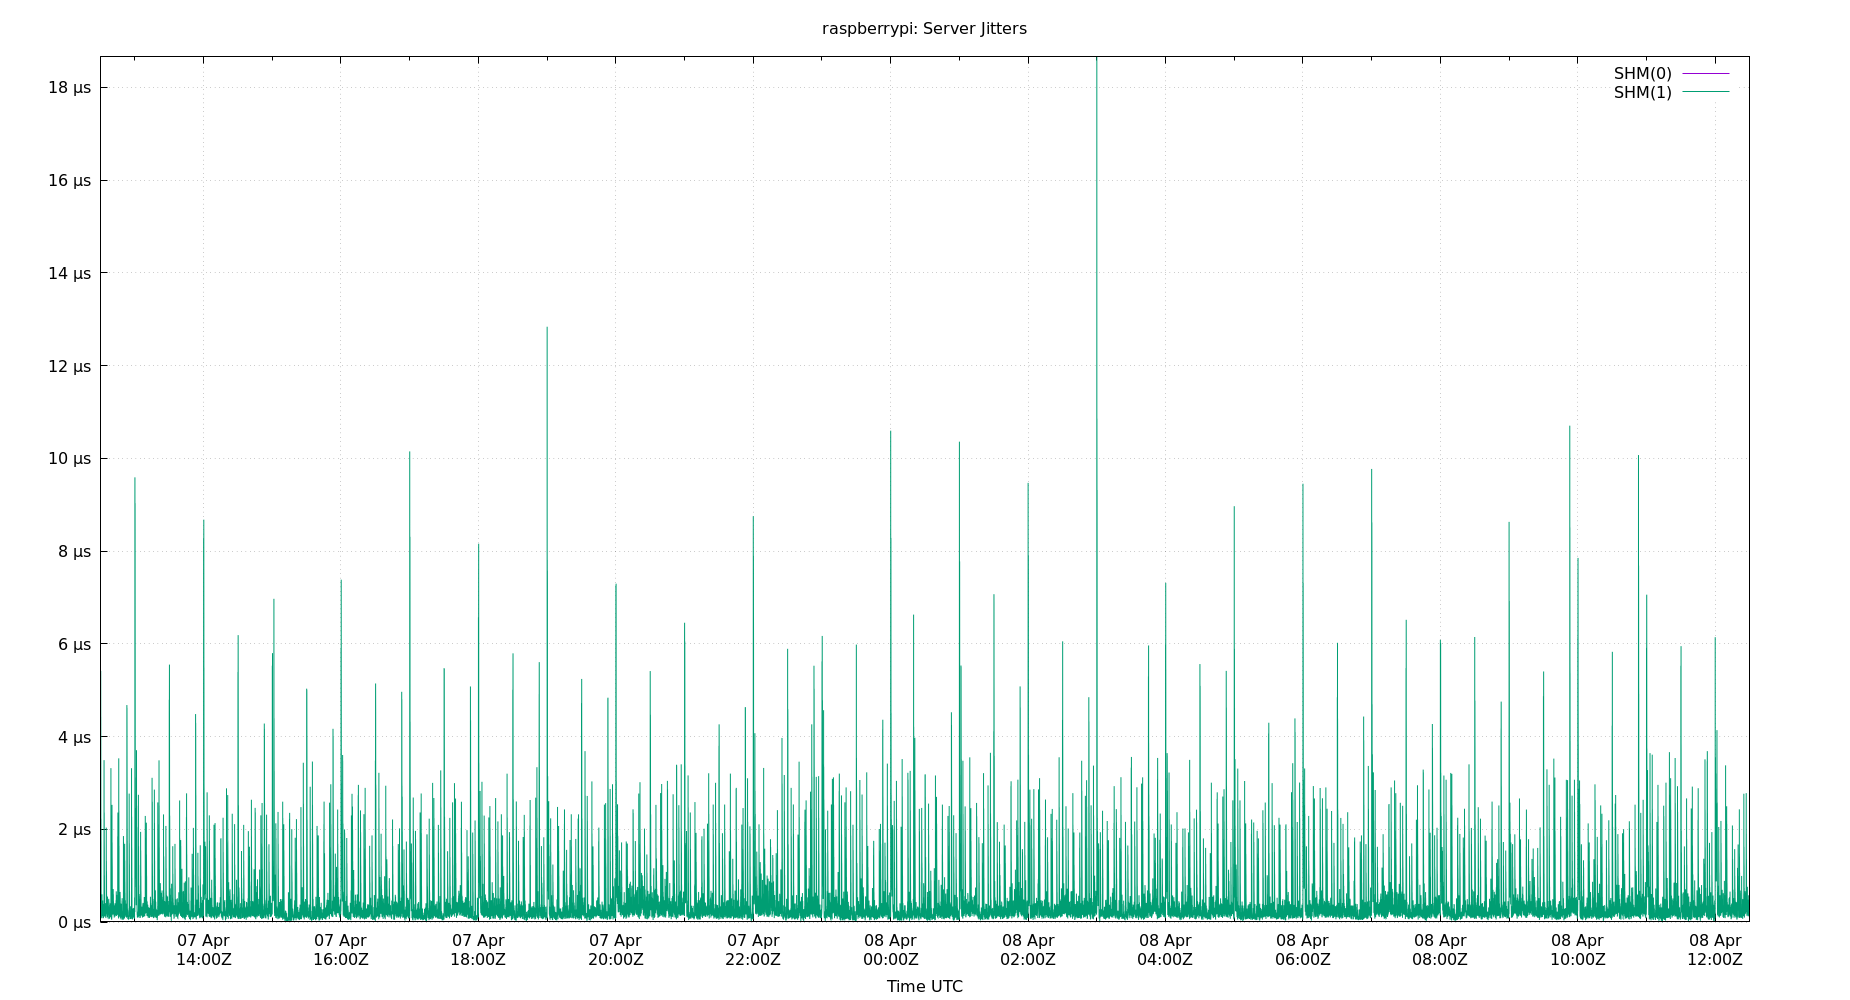 raspberrypi: Server Jitters
SHM(0)
SHM(1)
18 µs
16 µs
14 µs
12 µs
10 µs
8 µs
6 µs
4 µs
2 µs
0 µs
07 Apr 07 Apr 07 Apr 07 Apr 07 Apr 08 Apr 08 Apr 08 Apr 08 Apr 08 Apr 08 Apr 08 Apr
14:00Z 16:00Z 18:00Z 20:00Z 22:00Z 00:00Z 02:00Z 04:00Z 06:00Z 08:00Z 10:00Z 12:00Z
Time UTC